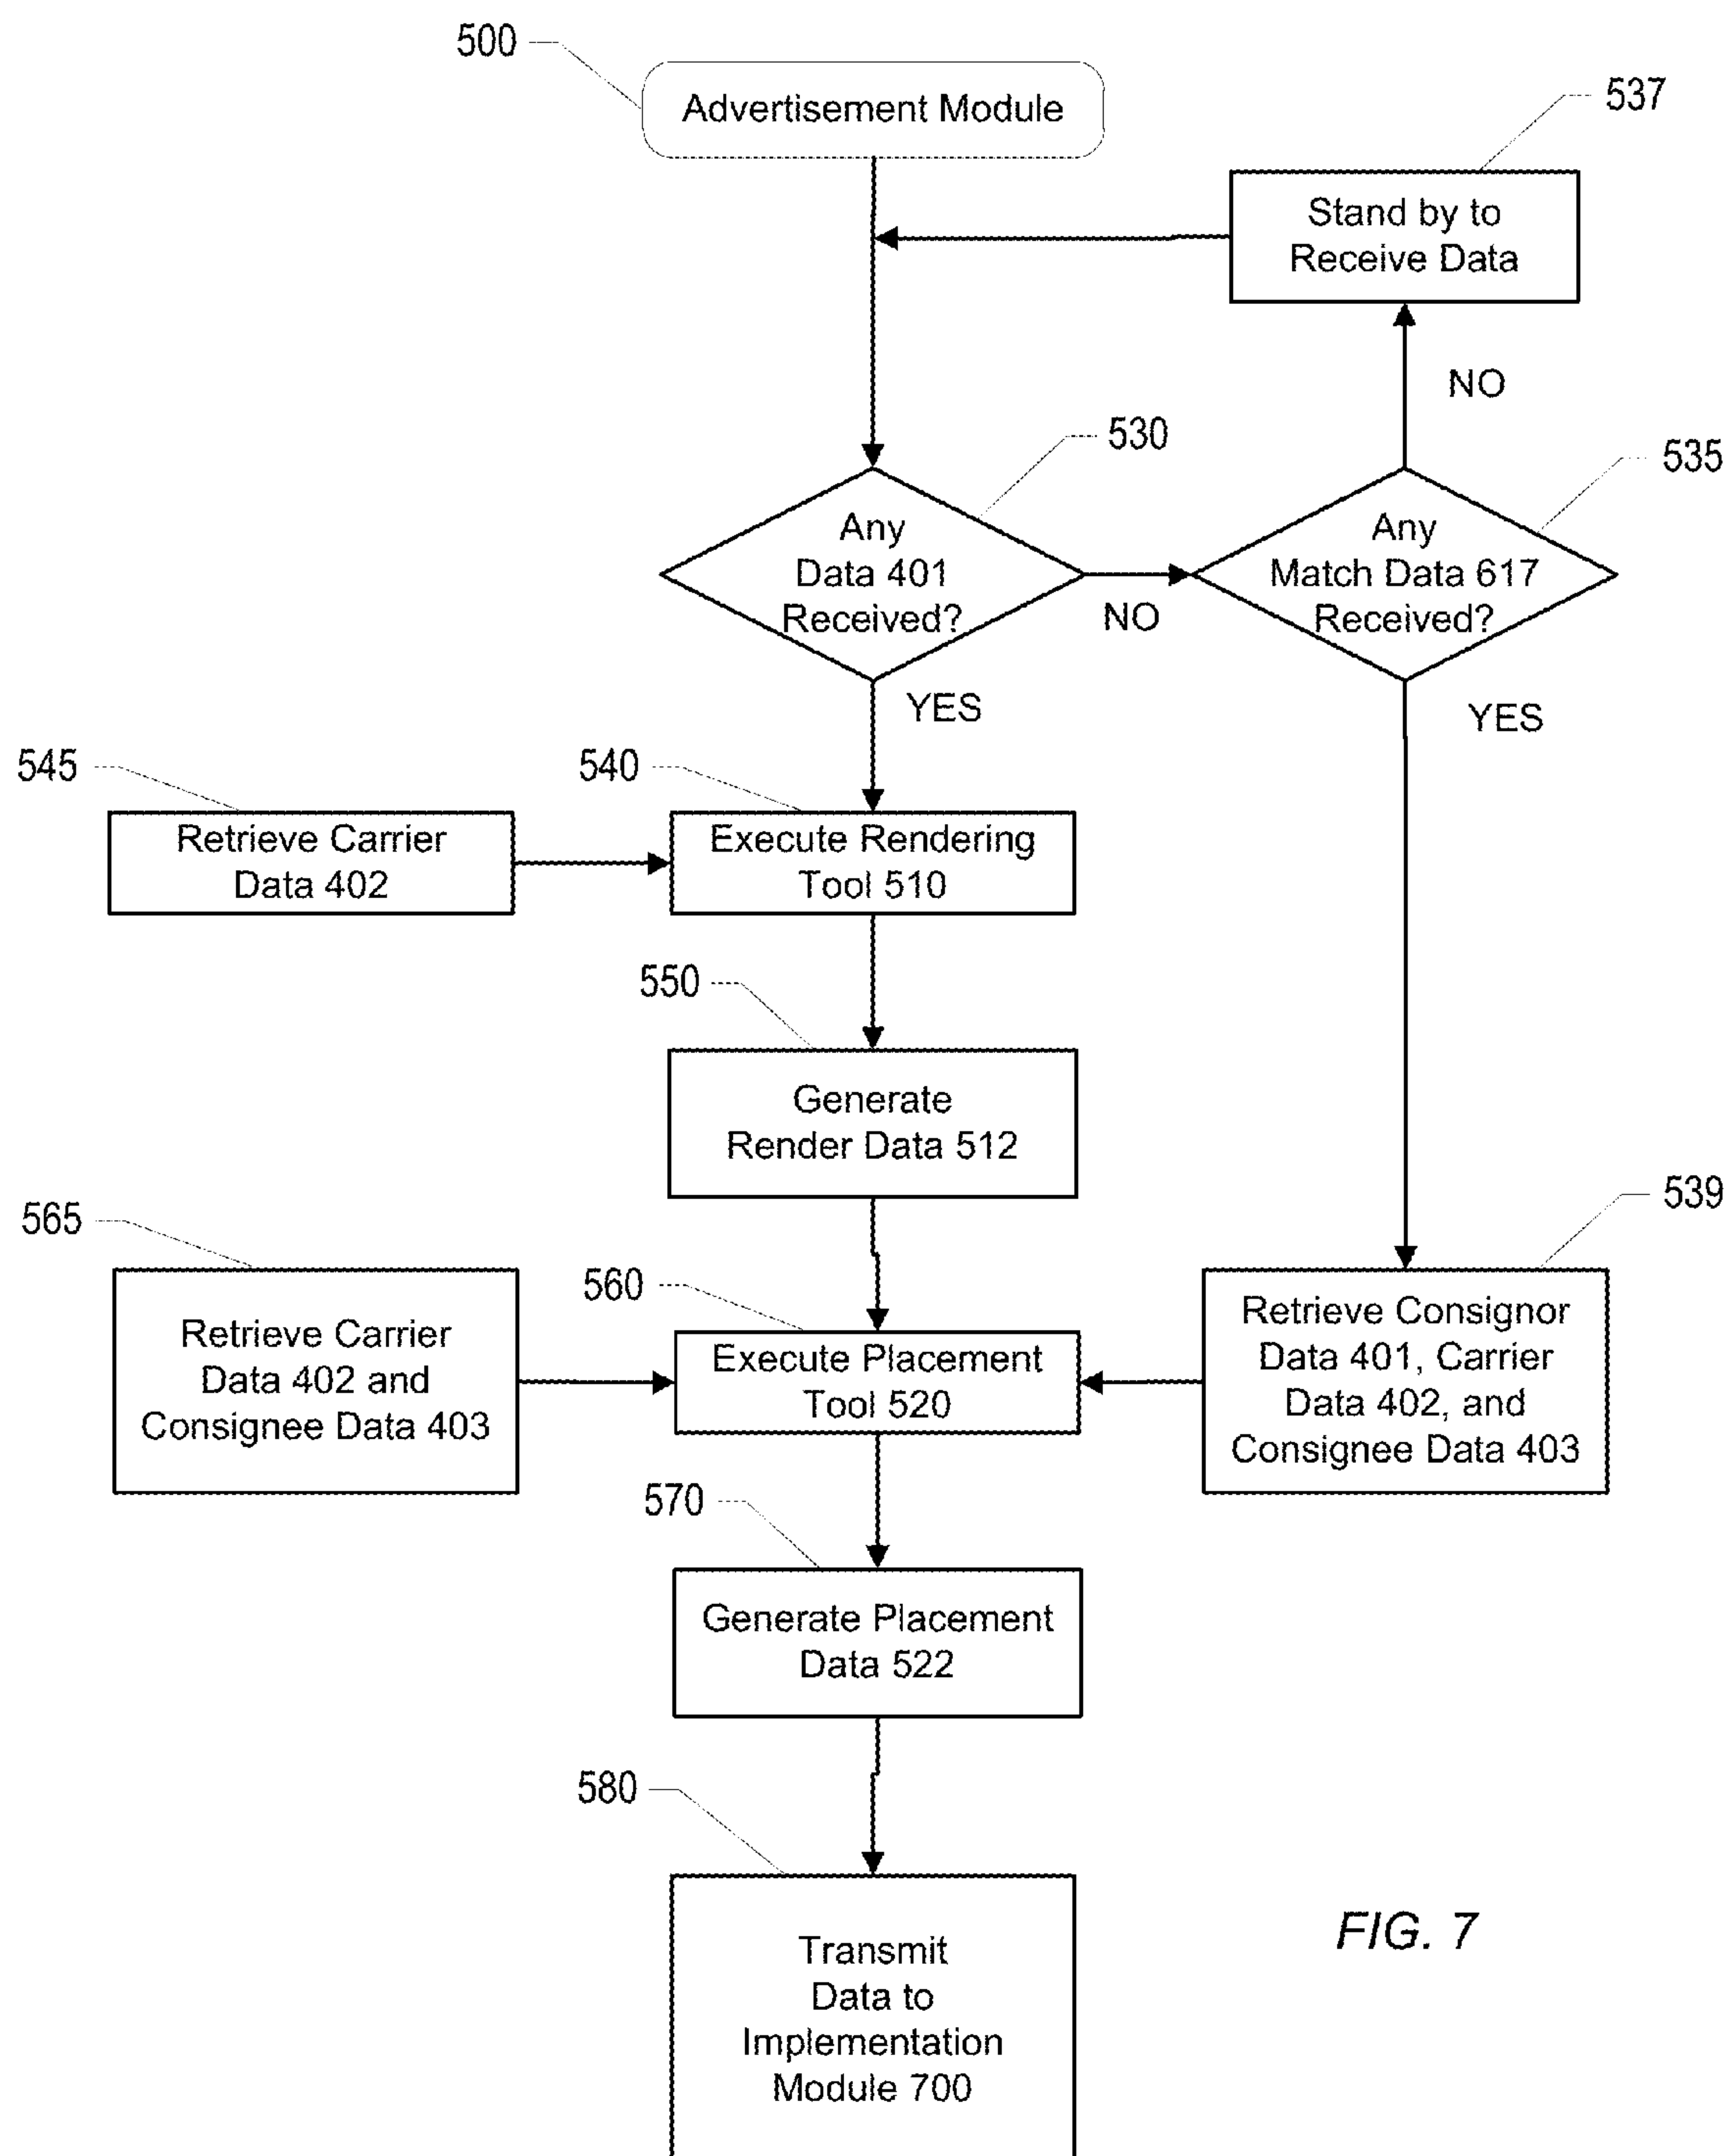 500
Advertisement Module
537
Stand by to
Receive Data
NO
530
535
Any
Data 401
Received?
NO
Any
Match Data 617
Received?
YES
YES
545
Retrieve Carrier
Data 402
540
Execute Rendering
Tool 510
550
Generate
Render Data 512
565
Retrieve Carrier
Data 402 and
Consignee Data 403
560
Execute Placement
Tool 520
539
Retrieve Consignor
Data 401, Carrier
Data 402, and
Consignee Data 403
570
Generate Placement
Data 522
580
Transmit
Data to
Implementation
Module 700
FIG. 7